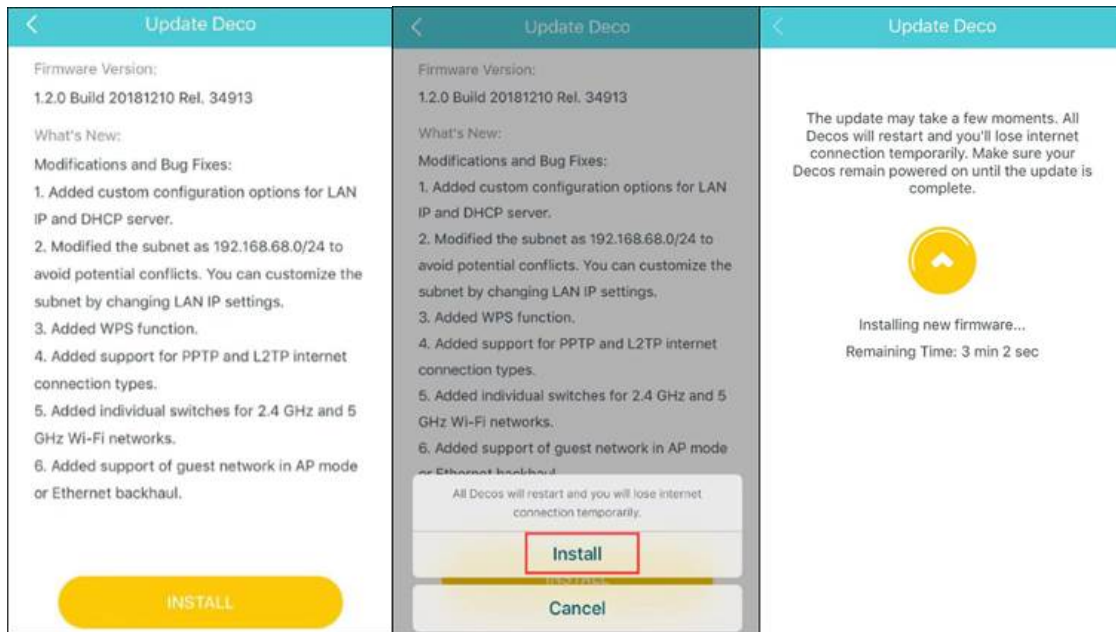 Update Deco
Firmware Version:
1.2.0 Build 20181210 Rel. 34913
What's New:
Modifications and Bug Fixes:
1. Added custom configuration options for LAN
IP and DHCP server.
2. Modified the subnet as 192.168.68.0/24 to
avoid potential conflicts. You can customize the
subnet by changing LAN IP settings.
3. Added WPS function.
4. Added support for PPTP and L2TP internet
connection types.
5. Added individual switches for 2.4 GHz and 5
GHz Wi-Fi networks.
6. Added support of guest network in AP mode
or Ethernet backhaul.
INSTALL
Update Deco
Firmware Version:
1.2.0 Build 20181210 Rel. 34913
What's New:
Modifications and Bug Fixes:
1. Added custom configuration options for LAN
IP and DHCP server.
2. Modified the subnet as 192.168.68.0/24 to
avoid potential conflicts. You can customize the
subnet by changing LAN IP settings.
3. Added WPS function.
4. Added support for PPTP and L2TP internet
connection types.
5. Added individual switches for 2.4 GHz and 5
GHz Wi-Fi networks.
6. Added support of guest network in AP mode
or Ethernet backhaul.
All Decos will restart and you will lose internet
connection temporarily.
Install
INSTALL
Cancel
Update Deco
The update may take a few moments. All
Decos will restart and you'll lose internet
connection temporarily. Make sure your
Decos remain powered on until the update is
complete.
Installing new firmware...
Remaining Time: 3 min 2 sec